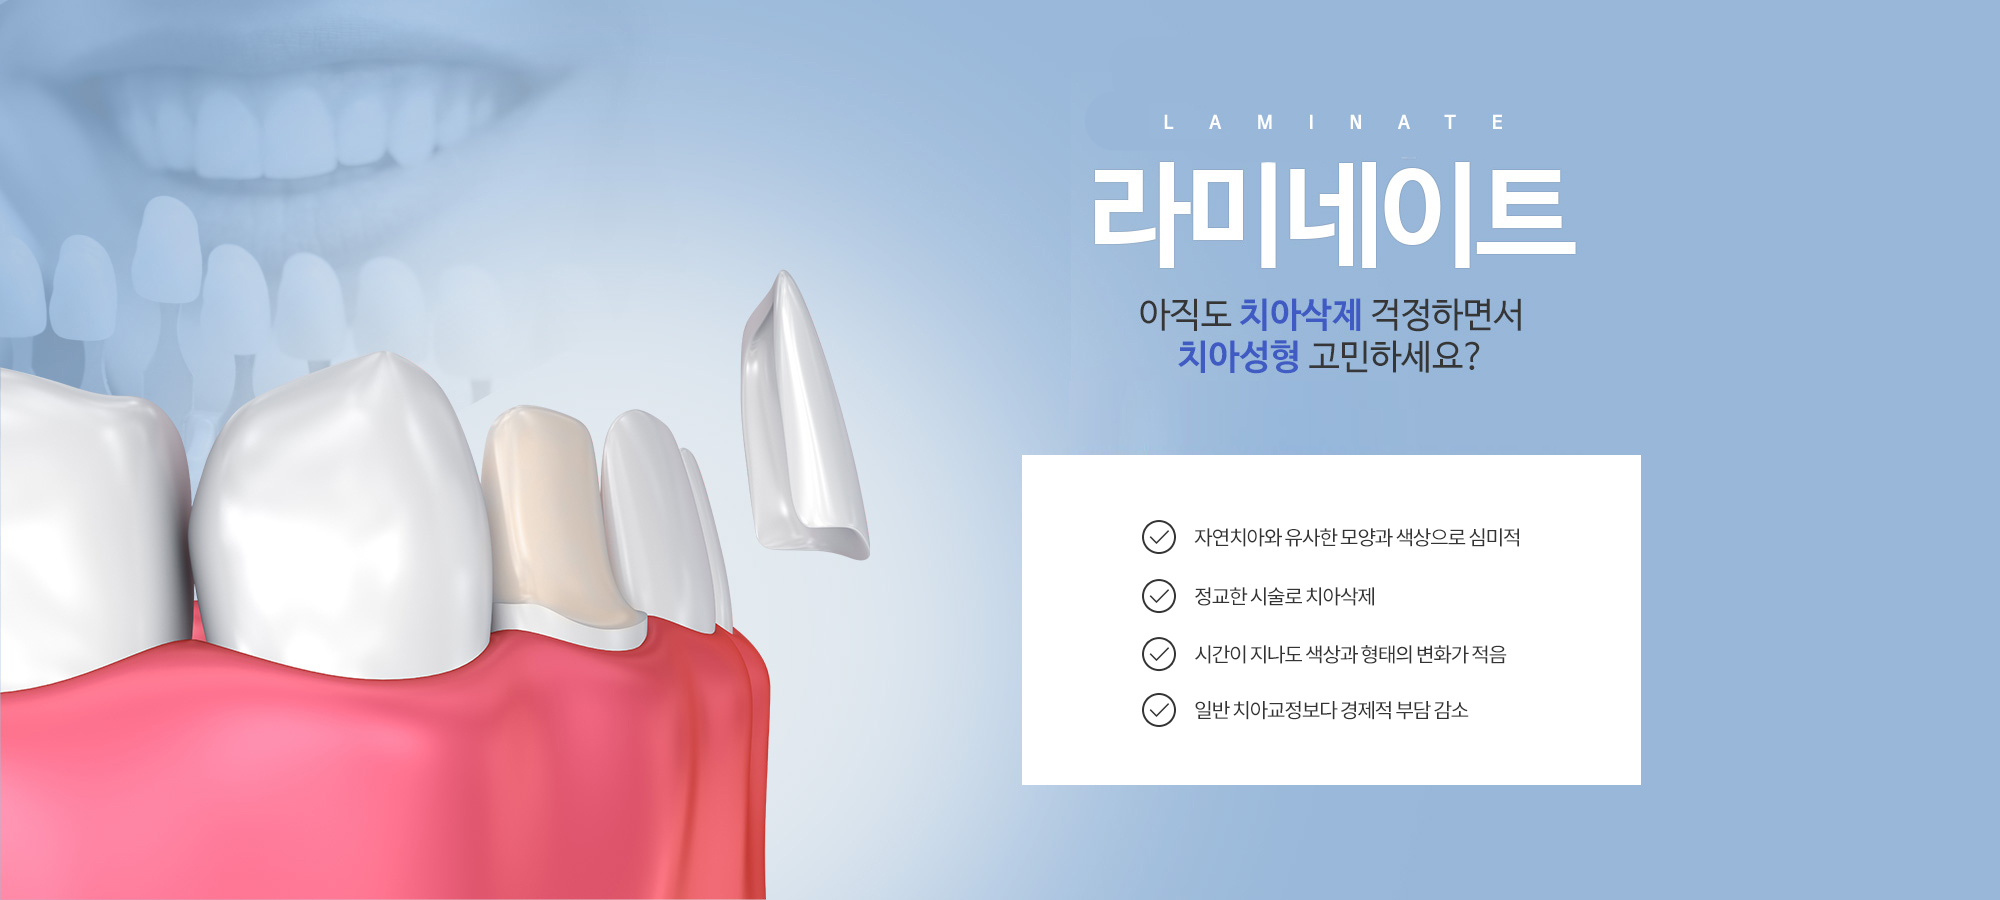 LAMINATE
라미네이트
아직도 치아삭제 걱정하면서
치아성형 고민하세요?
자연치아와 유사한 모양과 색상으로 심미적
정교한 시술로 치아삭제
시간이 지나도 색상과 형태의 변화가 적음
일반 치아교정보다 경제적 부담 감소